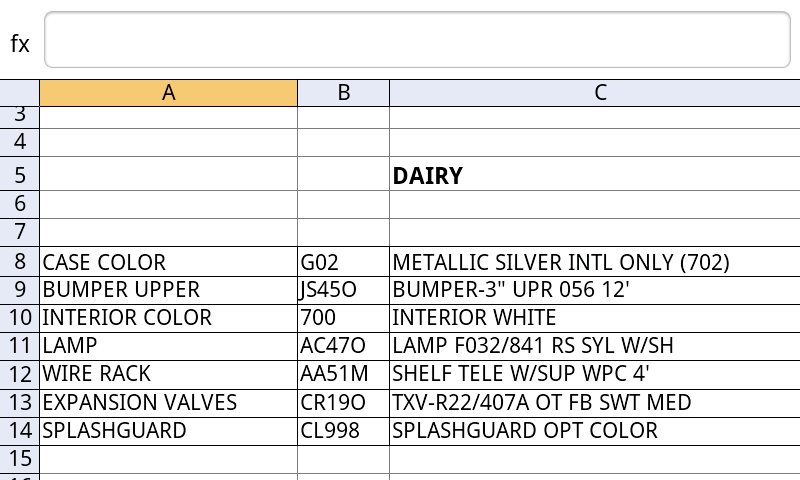 fx
A B C
3
4
5 DAIRY
6
7
8 CASE COLOR G02 METALLIC SILVER INTL ONLY (702)
9 BUMPER UPPER JS45O BUMPER-3" UPR 056 12'
10 INTERIOR COLOR 700 INTERIOR WHITE
11 LAMP AC47O LAMP F032/841 RS SYL W/SH
12 WIRE RACK AA51M SHELF TELE W/SUP WPC 4'
13 EXPANSION VALVES CR19O TXV-R22/407A OT FB SWT MED
14 SPLASHGUARD CL998 SPLASHGUARD OPT COLOR
15